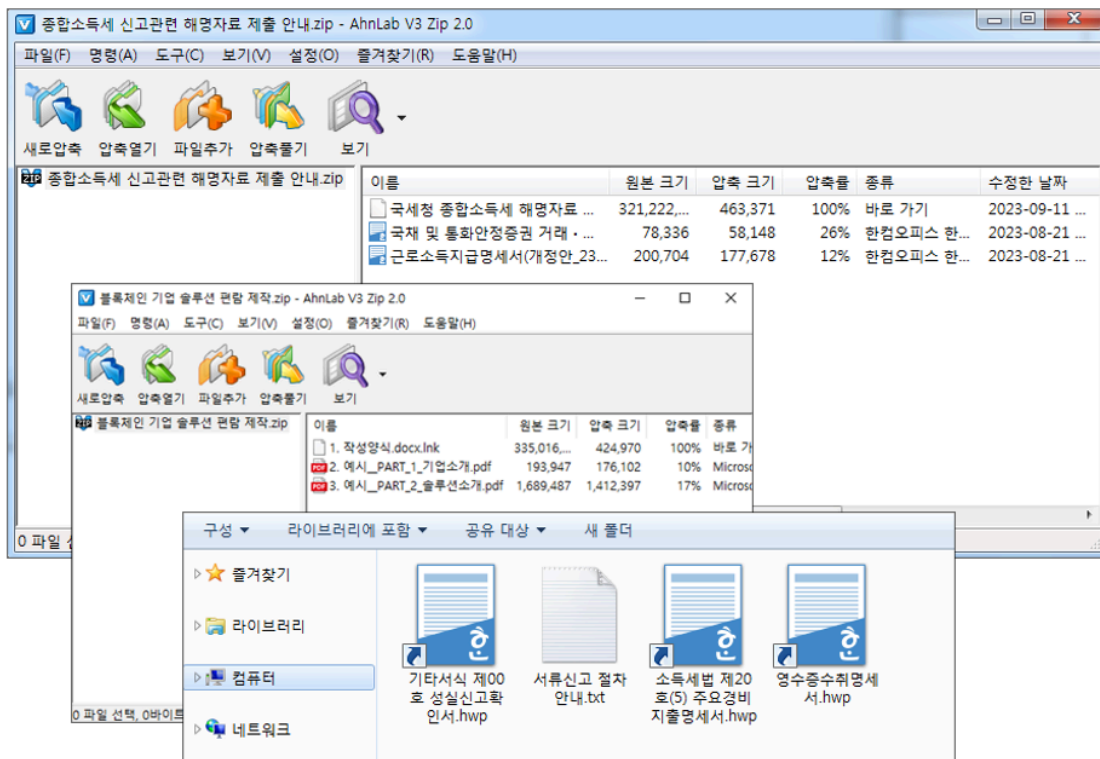 종합소득세 신고관련 해명자료 제출 안내.zip - AhnLab V3 Zip 2.0
파일(F) 명령(A) 도구(C) 보기(V) 설정(O) 즐겨찾기(R) 도움말(H)
새로압축 압축열기 파일추가 압축풀기 보기
종합소득세 신고관련 해명자료 제출 안내.zip
이름 원본 크기 압축 크기 압축률 종류 수정한 날짜
국세청 종합소득세 해명자료 ... 321,222,... 463,371 100% 바로 가기 2023-09-11 ...
국채 및 통화안정증권 거래・... 78,336 58,148 26% 한컴오피스 한... 2023-08-21 ...
근로소득지급명세서(개정안_23... 200,704 177,678 12% 한컴오피스 한... 2023-08-21 ...
0 파일
블록체인 기업 솔루션 편람 제작.zip - AhnLab V3 Zip 2.0
파일(F) 명령(A) 도구(C) 보기(V) 설정(O) 즐겨찾기(R) 도움말(H)
새로압축 압축열기 파일추가 압축풀기 보기
블록체인 기업 솔루션 편람 제작.zip
이름 원본 크기 압축 크기 압축률 종류
1. 작성양식.docx.lnk 335,016,... 424,970 100% 바로
2. 예시__PART_1_기업소개.pdf 193,947 176,102 10%
3. 예시__PART_2_솔루션소개.pdf 1,689,487 1,412,397 17%
0 파일 선택, 0바이트
구성 라이브러리에 포함 공유 대상 새 폴더
즐겨찾기
라이브러리
컴퓨터
네트워크
기타서식 제00
호 성실신고확
인서.hwp
서류신고 절차
안내.txt
소득세법 제20
호(5) 주요경비
지출명세서.hwp
영수증수취명세
서.hwp